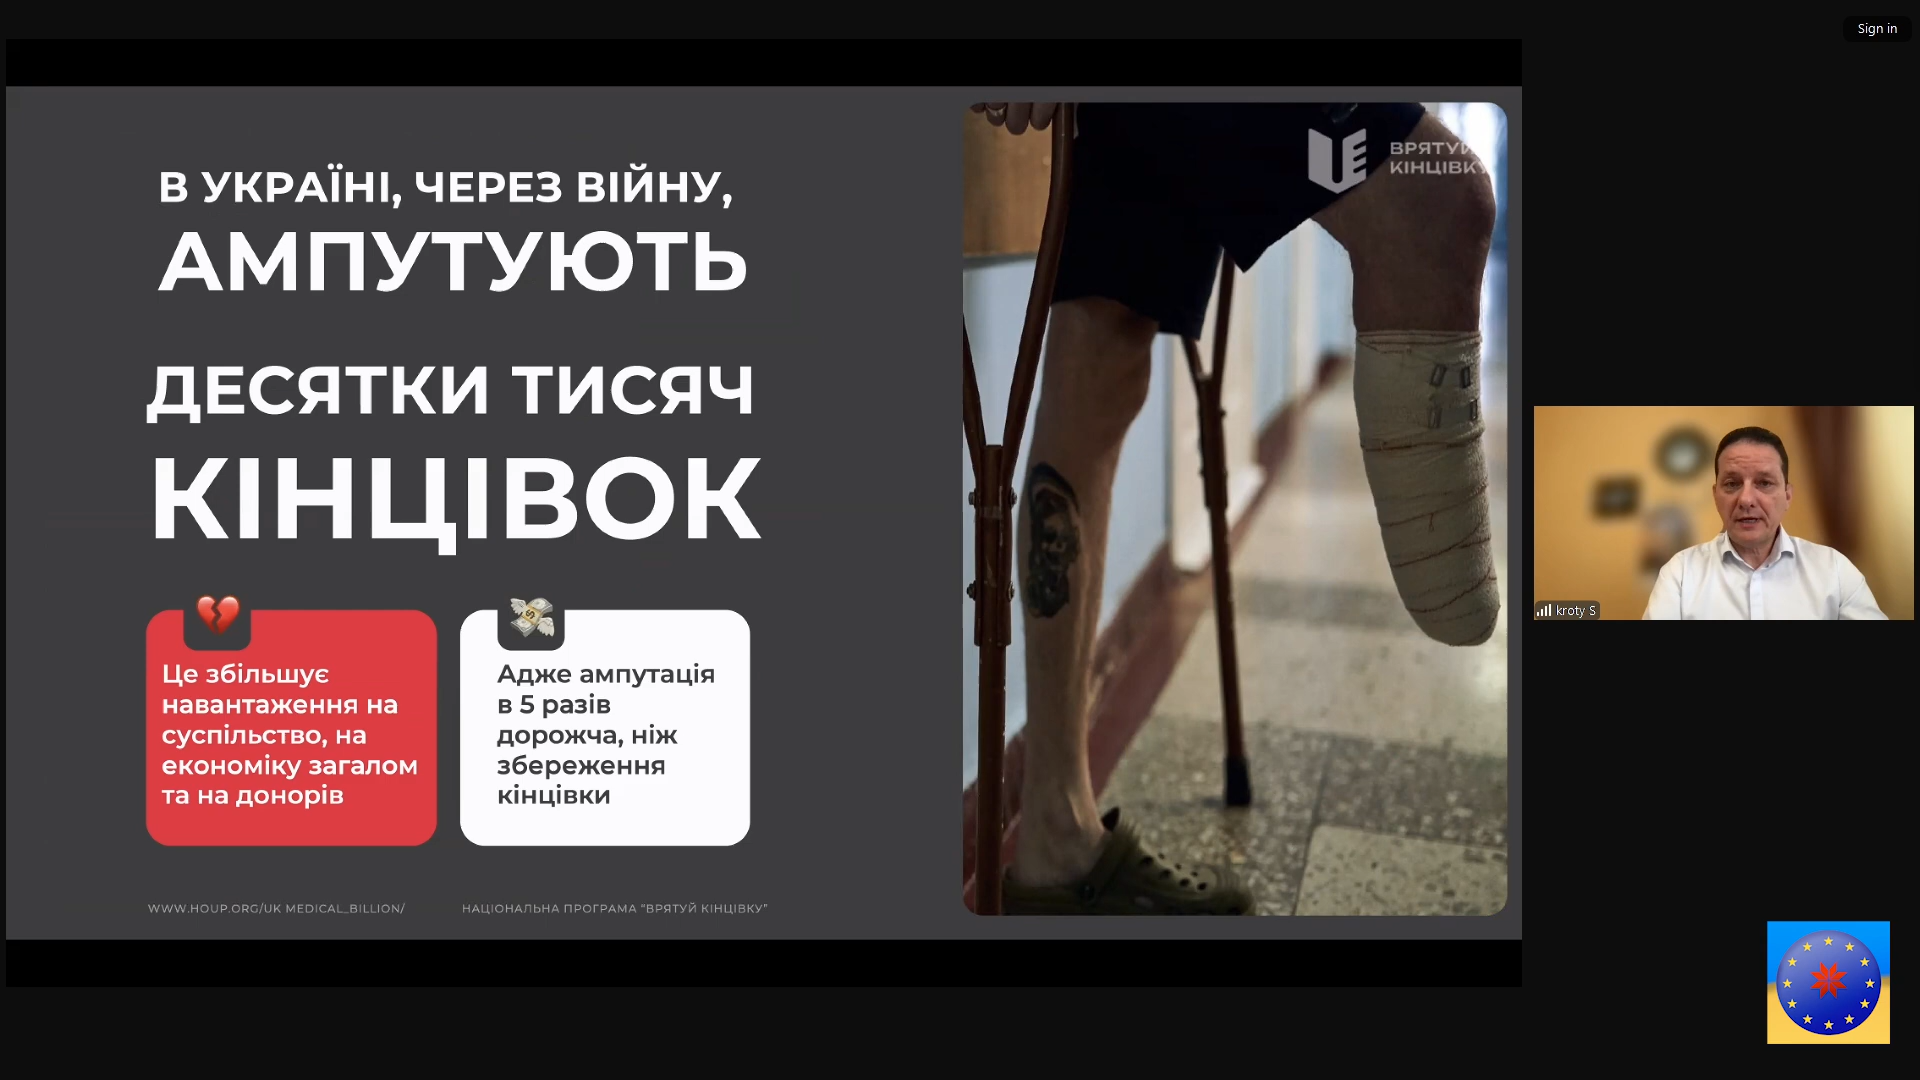 Sign in
В УКРАЇНІ, ЧЕРЕЗ ВІЙНУ,
АМПУТУЮТЬ
ДЕСЯТКИ ТИСЯЧ
КІНЦІВОК
Це збільшує
навантаження на
суспільство, на
економіку загалом
та на донорів
Адже ампутація
в 5 разів
дорожча, ніж
збереження
кінцівки
WWW.HOUP.ORG/UK MEDICAL_BILLION/
НАЦІОНАЛЬНА ПРОГРАМА "ВРЯТУЙ КІНЦІВКУ"
ВРЯТУЙ
КІНЦІВКУ
kroty S